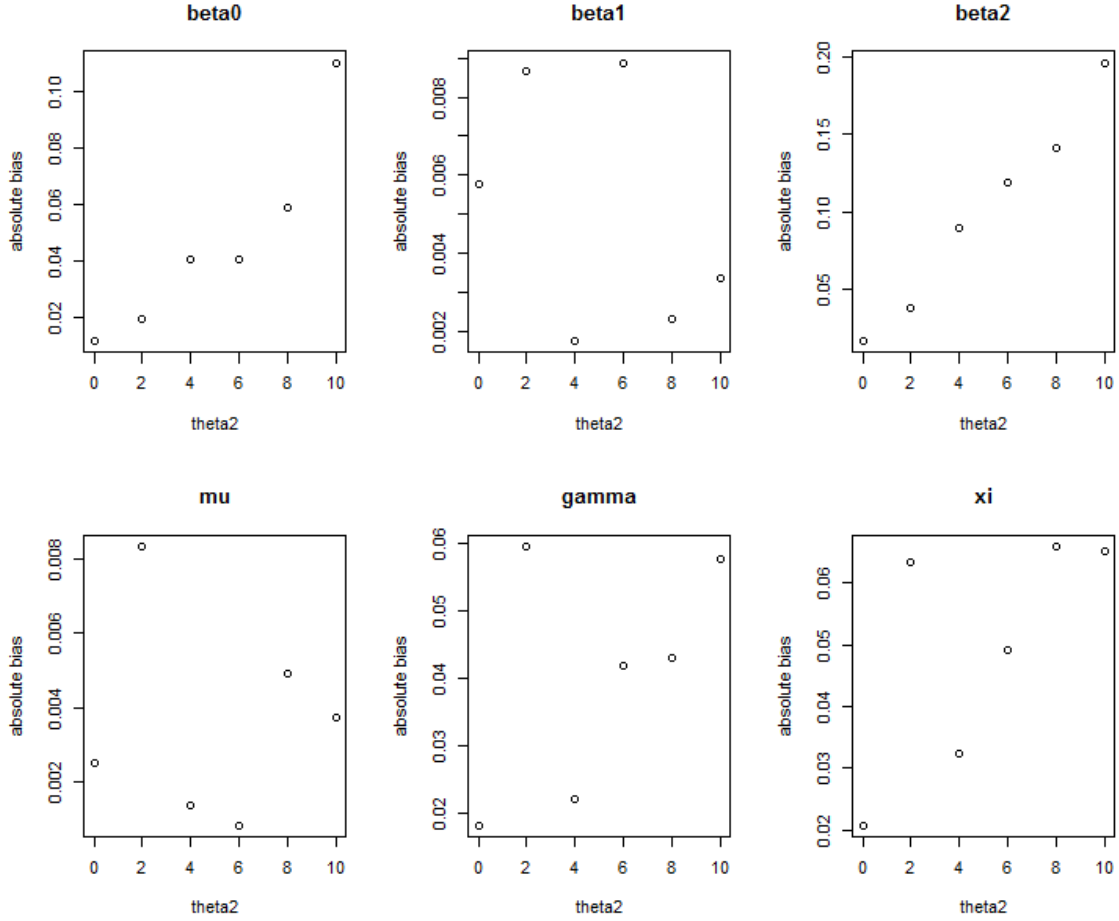 beta0
absolute bias
0.02 0.04 0.06 0.08 0.10
0 2 4 6 8 10
theta2
beta1
absolute bias
0.002 0.004 0.006 0.008
0 2 4 6 8 10
theta2
beta2
absolute bias
0.05 0.10 0.15 0.20
0 2 4 6 8 10
theta2
mu
absolute bias
0.002 0.004 0.006 0.008
0 2 4 6 8 10
theta2
gamma
absolute bias
0.02 0.03 0.04 0.05 0.06
0 2 4 6 8 10
theta2
xi
absolute bias
0.02 0.03 0.04 0.05 0.06
0 2 4 6 8 10
theta2